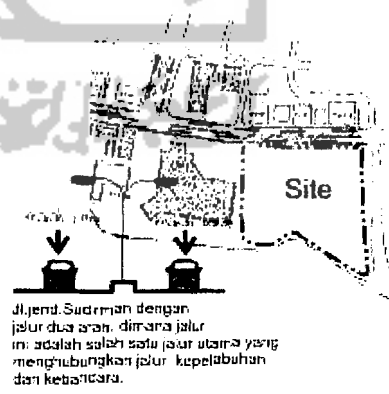 Site
Jl.jend.Sudirman dengan
jalur dua arah, dimana jalur
ini adalah salah satu jalur utama yang
menghubungkan jalur kepelabuhan
dan kebandara.